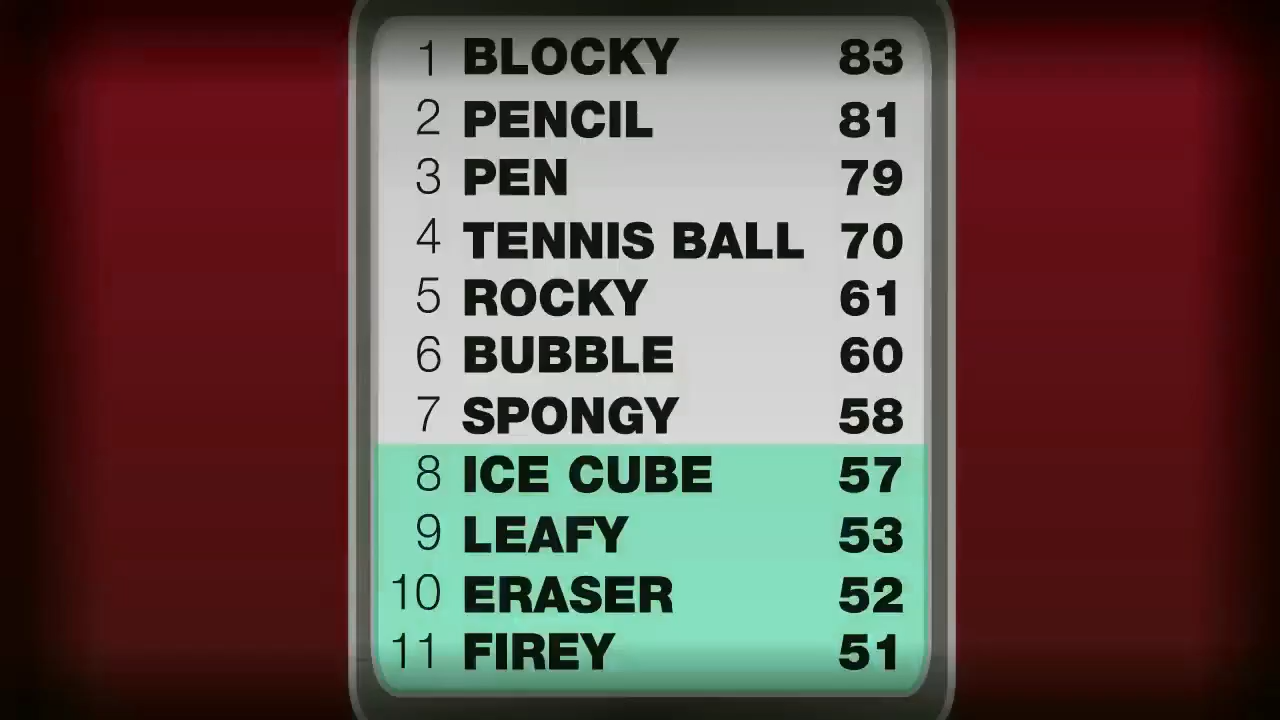 1 BLOCKY 83
2 PENCIL 81
3 PEN 79
4 TENNIS BALL 70
5 ROCKY 61
6 BUBBLE 60
7 SPONGY 58
8 ICE CUBE 57
9 LEAFY 53
10 ERASER 52
11 FIREY 51